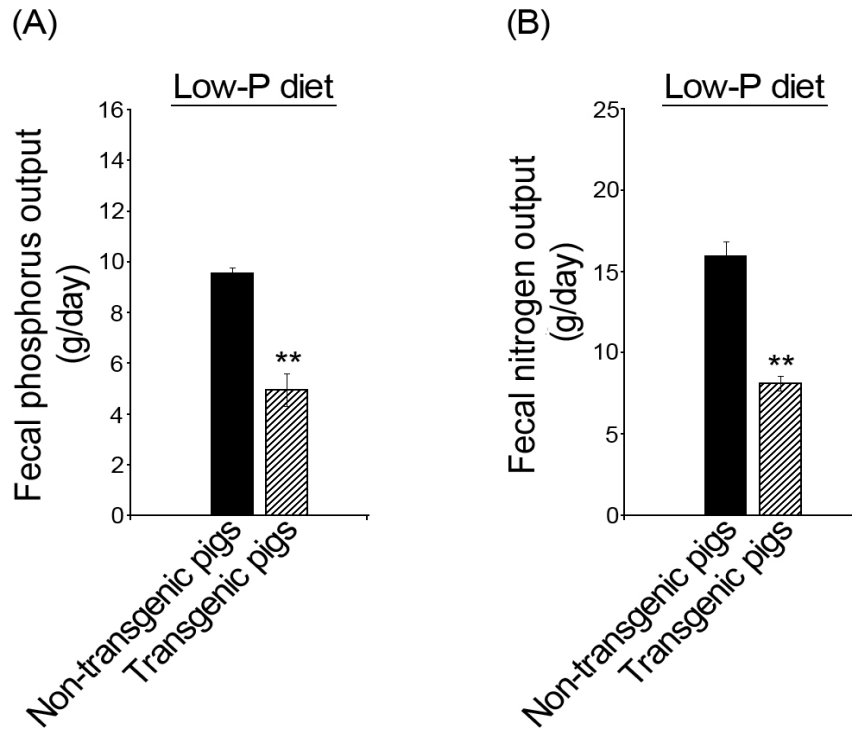 (A)
Low-P diet
16
14
12
10
8
6
4
2
0
Fecal phosphorus output
(g/day)
**
Non-transgenic pigs
Transgenic pigs
(B)
Low-P diet
25
20
15
10
5
0
Fecal nitrogen output
(g/day)
**
Non-transgenic pigs
Transgenic pigs